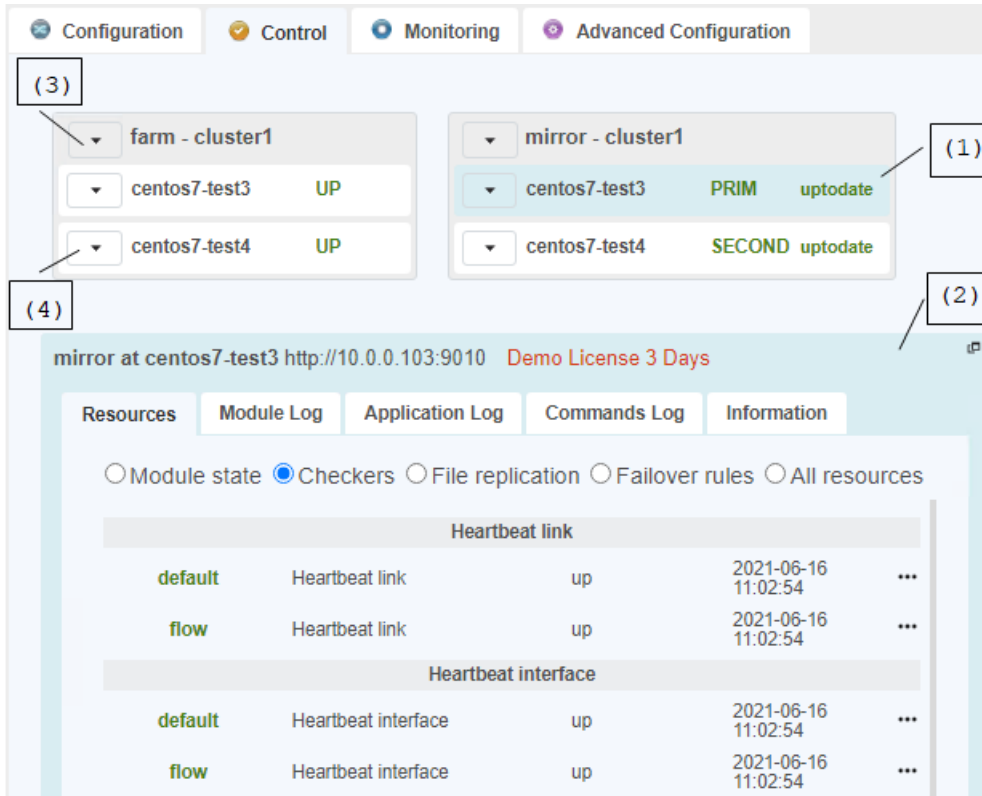 Configuration Control Monitoring Advanced Configuration
(3)
farm - cluster1 mirror - cluster1
(1)
centos7-test3 UP centos7-test3 PRIM uptodate
centos7-test4 UP centos7-test4 SECOND uptodate
(4) (2)
mirror at centos7-test3 http://10.0.0.103:9010 Demo License 3 Days
Resources Module Log Application Log Commands Log Information
Module state Checkers File replication Failover rules All resources
Heartbeat link
default Heartbeat link up 2021-06-16 11:02:54 •••
flow Heartbeat link up 2021-06-16 11:02:54 •••
Heartbeat interface
default Heartbeat interface up 2021-06-16 11:02:54 •••
flow Heartbeat interface up 2021-06-16 11:02:54 •••